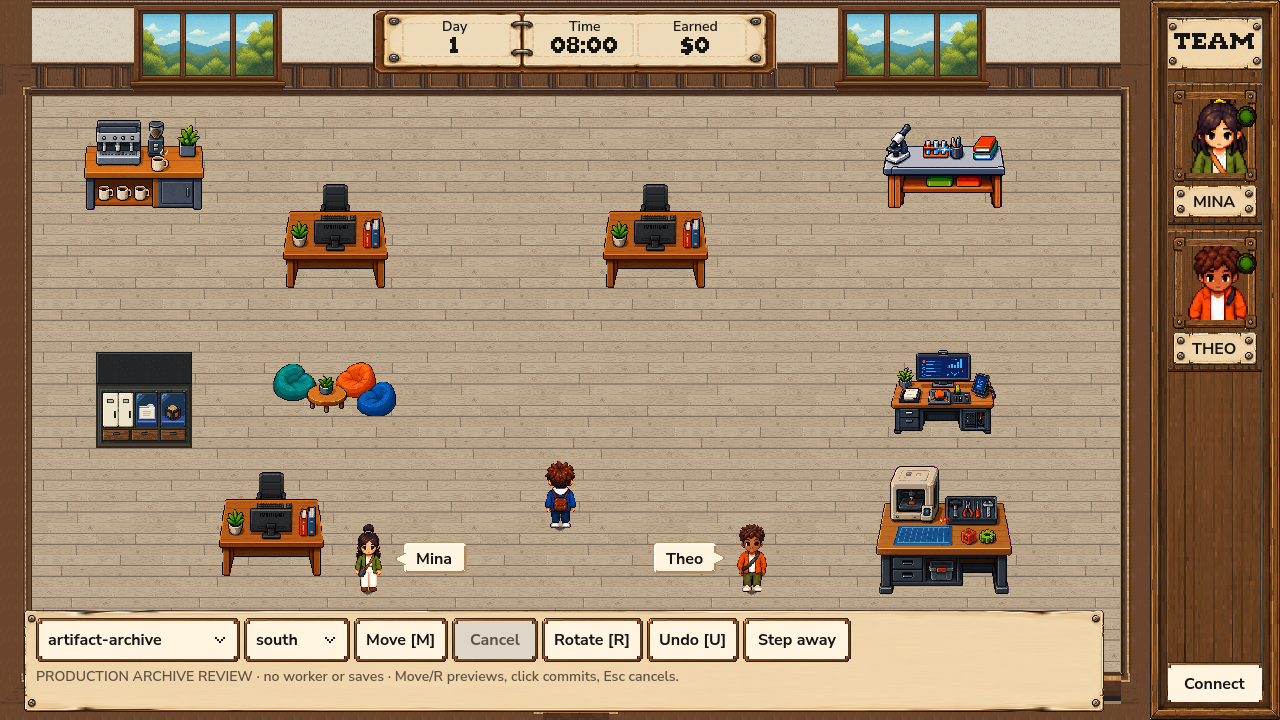 Day
1
Time
08:00
Earned
$0
TEAM
MINA
THEO
Mina
Theo
artifact-archive
south
Move [M]
Cancel
Rotate [R]
Undo [U]
Step away
PRODUCTION ARCHIVE REVIEW · no worker or saves · Move/R previews, click commits, Esc cancels.
Connect